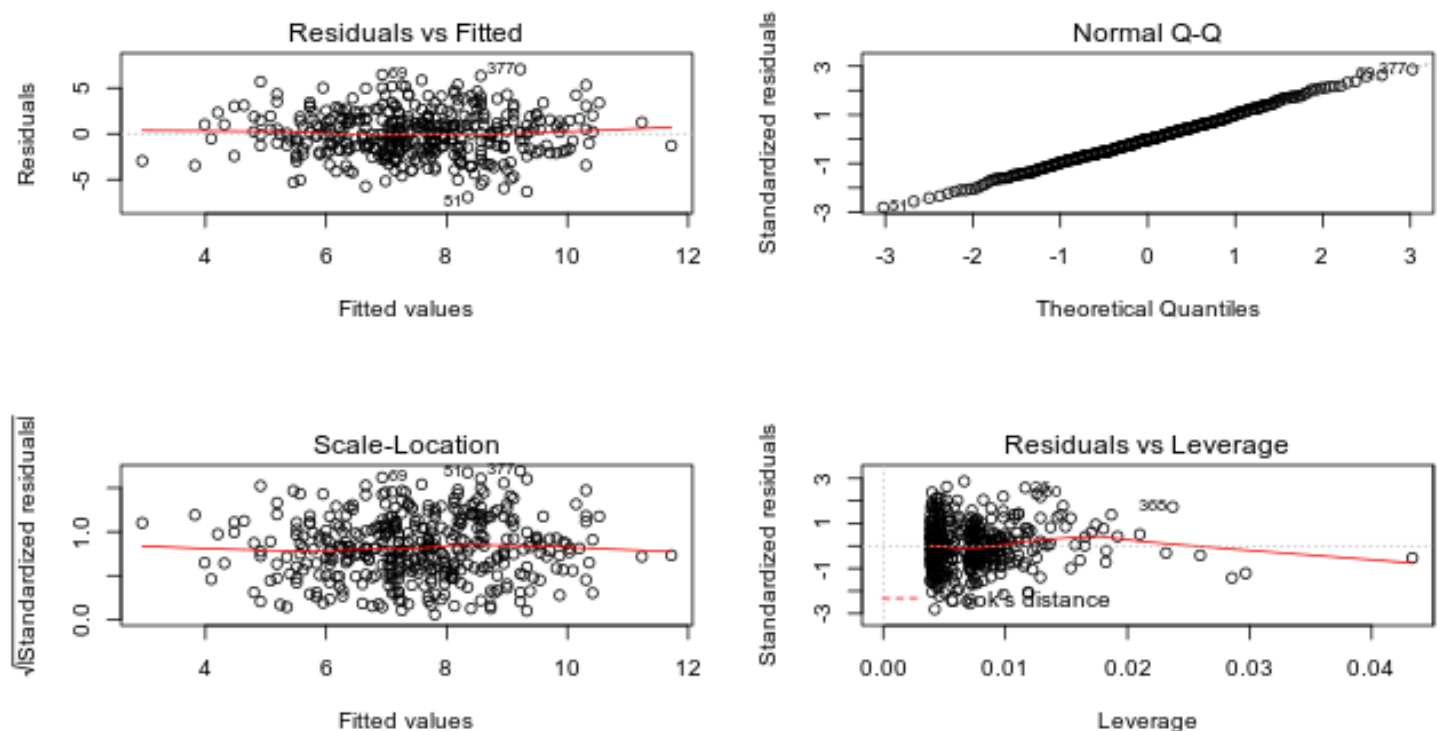 Residuals vs Fitted
Residuals
5
0
-5
69
377
51
4 6 8 10 12
Fitted values
Normal Q-Q
Standardized residuals
3
1
-1
-3
69
377
51
-3 -2 -1 0 1 2 3
Theoretical Quantiles
Scale-Location
√|Standardized residuals|
1.0
0.0
69
51
377
4 6 8 10 12
Fitted values
Residuals vs Leverage
Standardized residuals
3
1
-1
-3
365
Cook's distance
0.00 0.01 0.02 0.03 0.04
Leverage